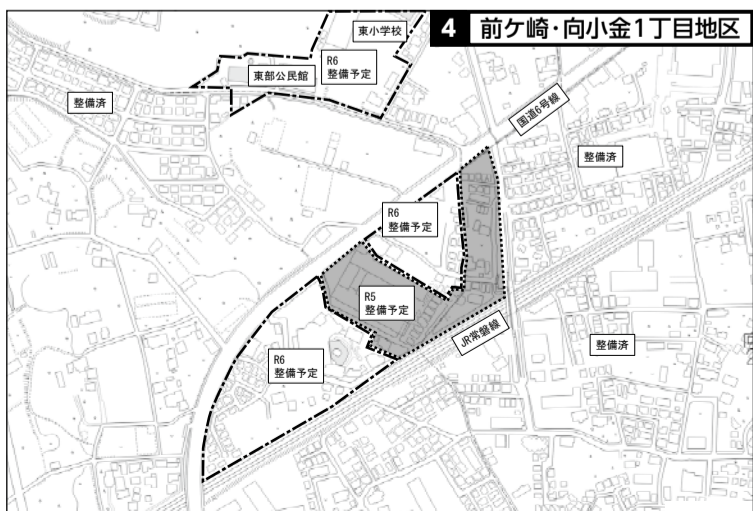 4 前ケ崎･向小金1丁目地区
東小学校
R6
整備予定
東部公民館
整備済
国道6号線
整備済
R6
整備予定
R5
整備予定
JR常磐線
整備済
R6
整備予定